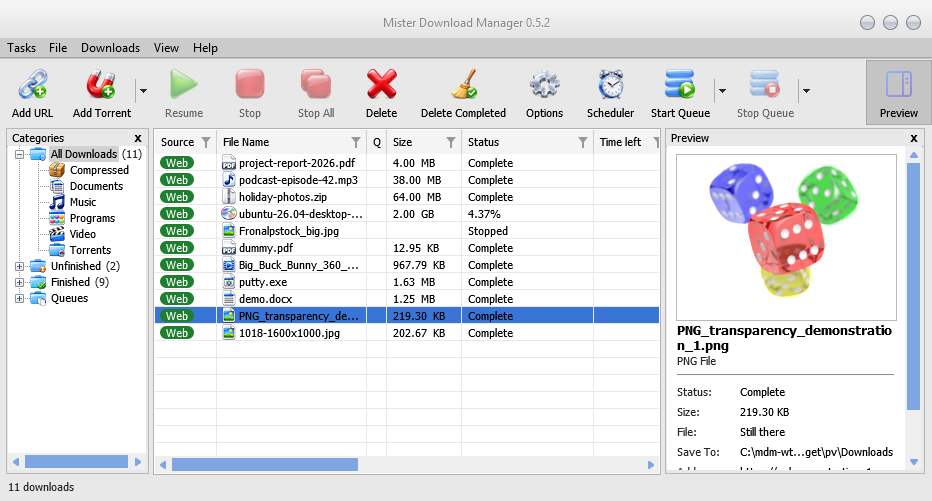 Mister Download Manager 0.5.2
Tasks File Downloads View Help
Add URL Add Torrent Resume Stop Stop All Delete Delete Completed Options Scheduler Start Queue Stop Queue Preview
Categories x
All Downloads (11)
Compressed
Documents
Music
Programs
Video
Torrents
Unfinished (2)
Finished (9)
Queues
Source File Name Q Size Status Time left
Web project-report-2026.pdf 4.00 MB Complete
Web podcast-episode-42.mp3 38.00 MB Complete
Web holiday-photos.zip 64.00 MB Complete
Web ubuntu-26.04-desktop-... 2.00 GB 4.37%
Web Fronalpstock_big.jpg Stopped
Web dummy.pdf 12.95 KB Complete
Web Big_Buck_Bunny_360_... 967.79 KB Complete
Web putty.exe 1.63 MB Complete
Web demo.docx 1.25 MB Complete
Web PNG_transparency_de... 219.30 KB Complete
Web 1018-1600x1000.jpg 202.67 KB Complete
Preview x
PNG_transparency_demonstratio
n_1.png
PNG File
Status: Complete
Size: 219.30 KB
File: Still there
Save To: C:\mdm-wt...get\pv\Downloads
11 downloads